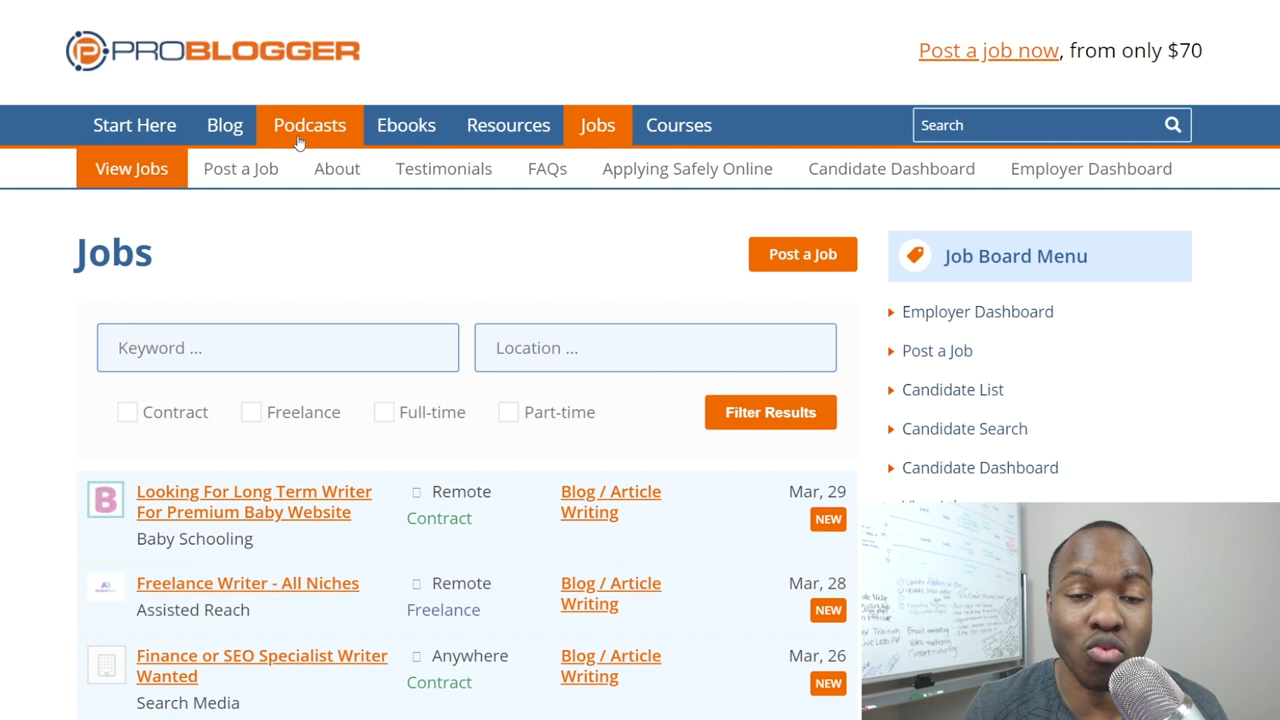 PROBLOGGER
Post a job now, from only $70
Start Here Blog Podcasts Ebooks Resources Jobs Courses Search
View Jobs Post a Job About Testimonials FAQs Applying Safely Online Candidate Dashboard Employer Dashboard
Jobs
Post a Job
Keyword ...
Location ...
Contract Freelance Full-time Part-time
Filter Results
B
Looking For Long Term Writer
For Premium Baby Website
Baby Schooling
Remote
Contract
Blog / Article
Writing
Mar, 29
NEW
Freelance Writer - All Niches
Assisted Reach
Remote
Freelance
Blog / Article
Writing
Mar, 28
NEW
Finance or SEO Specialist Writer
Wanted
Search Media
Anywhere
Contract
Blog / Article
Writing
Mar, 26
NEW
Job Board Menu
Employer Dashboard
Post a Job
Candidate List
Candidate Search
Candidate Dashboard
Email marketing